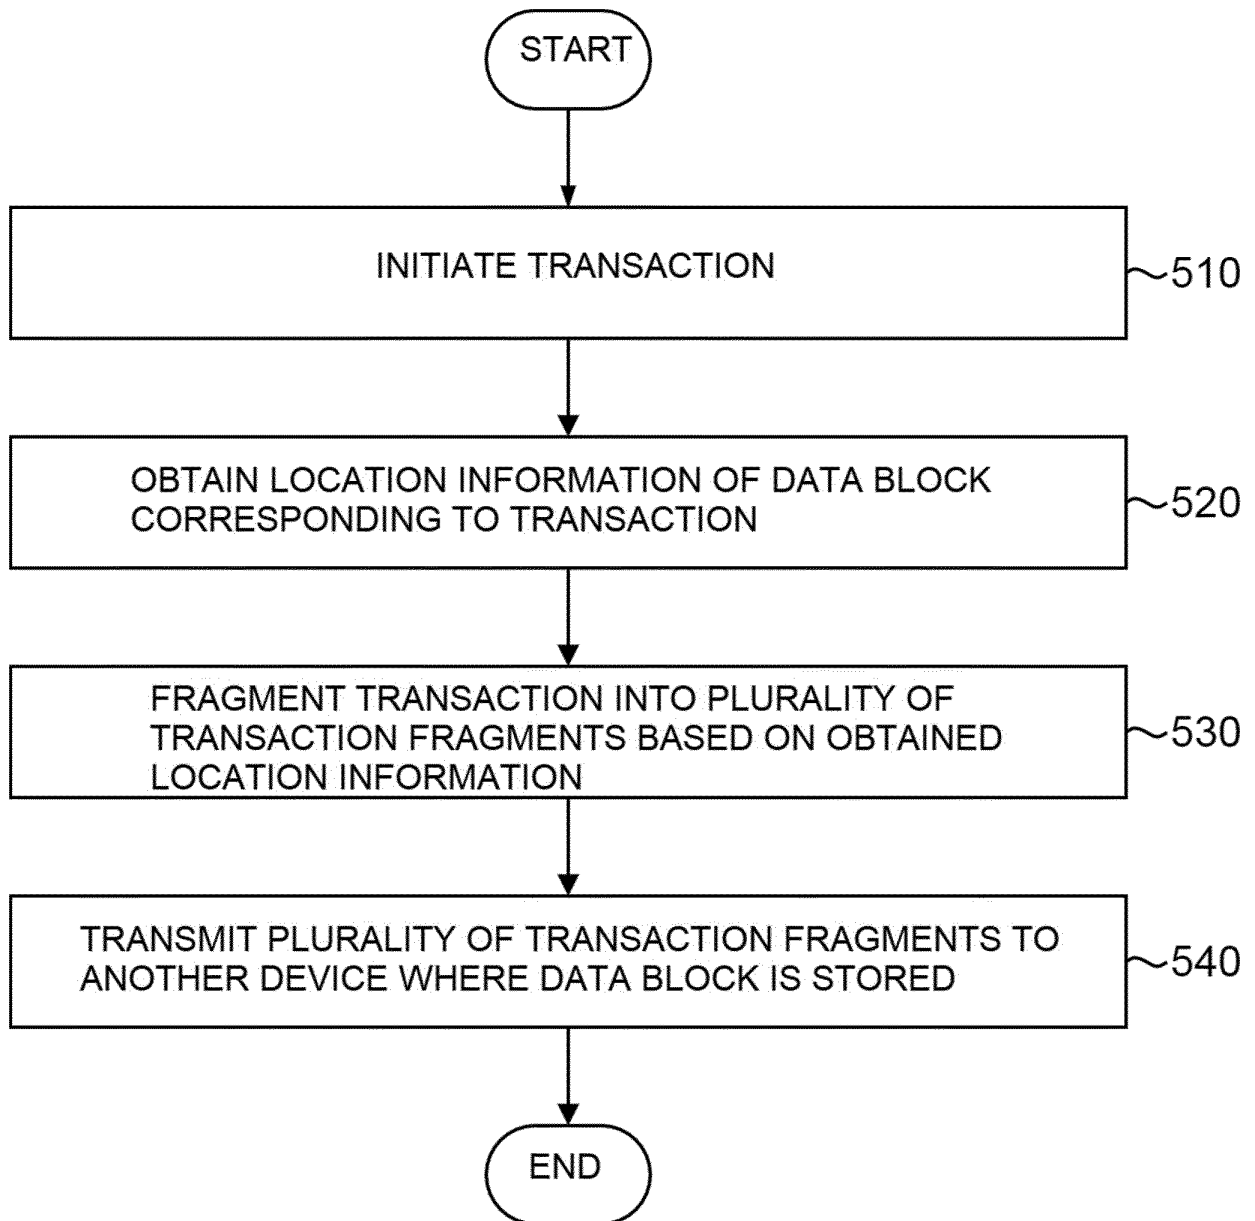 START
INITIATE TRANSACTION
510
OBTAIN LOCATION INFORMATION OF DATA BLOCK
CORRESPONDING TO TRANSACTION
520
FRAGMENT TRANSACTION INTO PLURALITY OF
TRANSACTION FRAGMENTS BASED ON OBTAINED
LOCATION INFORMATION
530
TRANSMIT PLURALITY OF TRANSACTION FRAGMENTS TO
ANOTHER DEVICE WHERE DATA BLOCK IS STORED
540
END